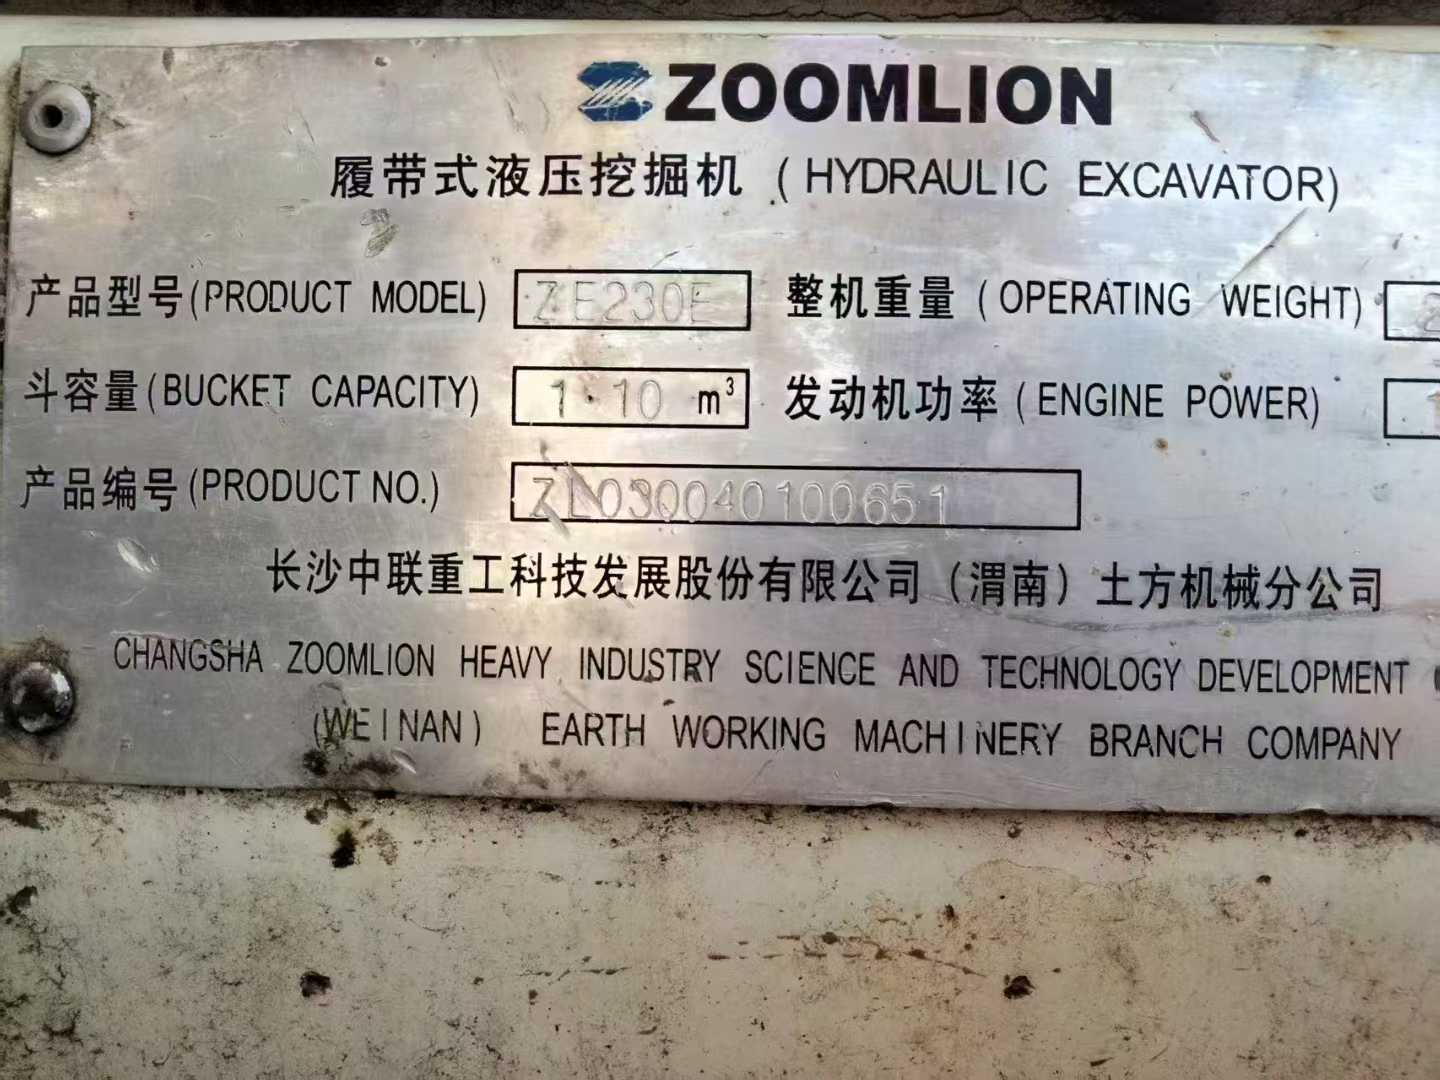 ZOOMLION
履带式液压挖掘机 (HYDRAULIC EXCAVATOR)
产品型号(PRODUCT MODEL) ZE230E 整机重量 (OPERATING WEIGHT) 2
斗容量(BUCKET CAPACITY) 1.10 m³ 发动机功率 (ENGINE POWER) 1
产品编号(PRODUCT NO.) ZL030040100651
长沙中联重工科技发展股份有限公司（渭南）土方机械分公司
CHANGSHA ZOOMLION HEAVY INDUSTRY SCIENCE AND TECHNOLOGY DEVELOPMENT
(WEINAN) EARTH WORKING MACHINERY BRANCH COMPANY